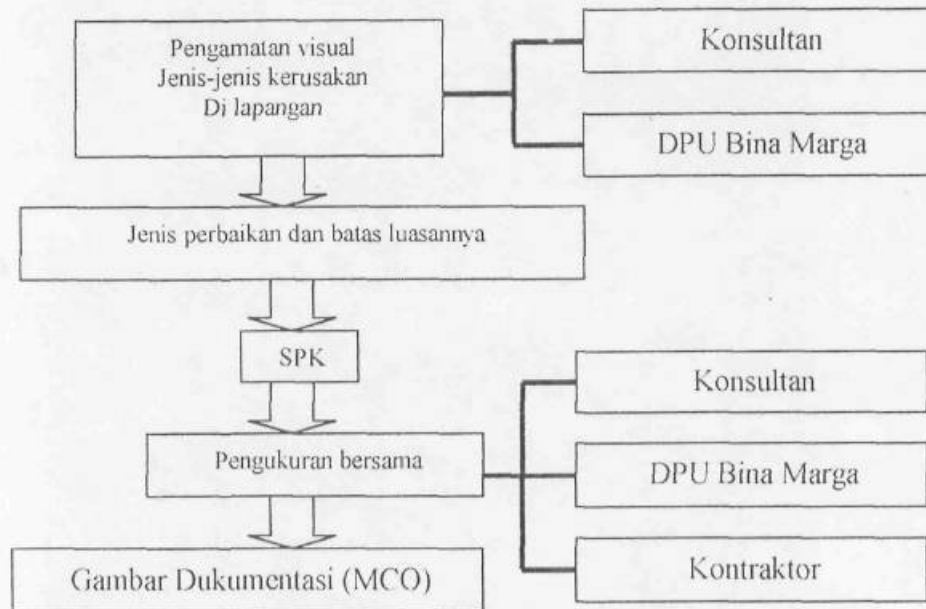 Pengamatan visual
Jenis-jenis kerusakan
Di lapangan
Konsultan
DPU Bina Marga
Jenis perbaikan dan batas luasannya
SPK
Pengukuran bersama
Konsultan
DPU Bina Marga
Kontraktor
Gambar Dokumentasi (MCO)